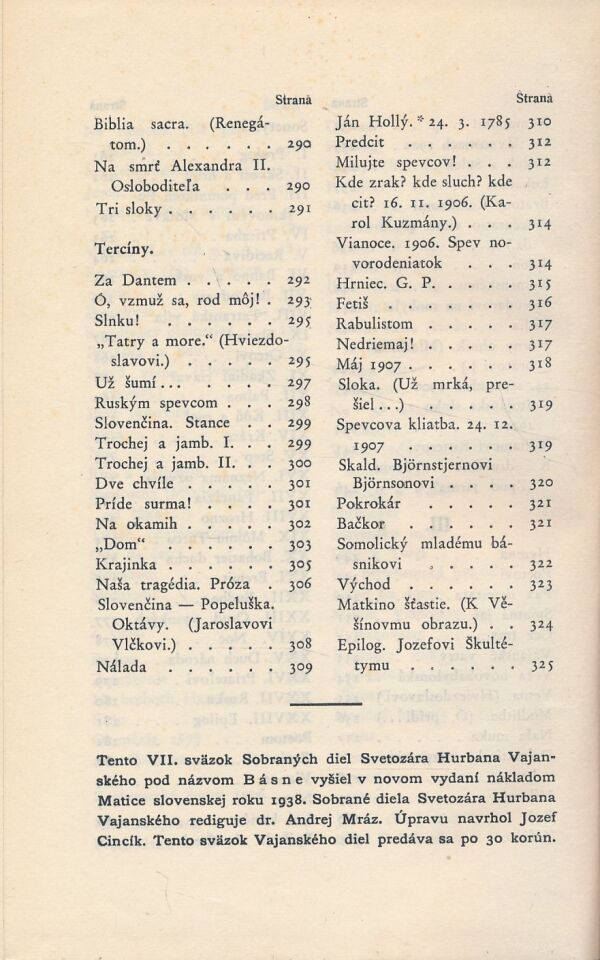 Strana
Biblia sacra. (Renegá-
tom.) . . . . . . 290
Na smrť Alexandra II.
Osloboditeľa . . . 290
Tri sloky . . . . . . 291
Tercíny.
Za Dantem . . . . . 292
Ó, vzmuž sa, rod môj! . 293
Slnku! . . . . . . 295
„Tatry a more.“ (Hviezdo-
slavovi.) . . . . . 295
Už šumí... . . . . . 297
Ruským spevcom . . . 298
Slovenčina. Stance . . 299
Trochej a jamb. I. . . 299
Trochej a jamb. II. . . 300
Dve chvíle . . . . . 301
Príde surma! . . . . 301
Na okamih . . . . . 302
„Dom“ . . . . . . 303
Krajinka . . . . . 305
Naša tragédia. Próza . 306
Slovenčina — Popeluška.
Oktávy. (Jaroslavovi
Vlčkovi.) . . . . . 308
Nálada . . . . . . 309
Strana
Ján Hollý. * 24. 3. 1785 310
Predcit . . . . . . 312
Milujte spevcov! . . . 312
Kde zrak? kde sluch? kde
cit? 16. 11. 1906. (Ka-
rol Kuzmány.) . . . 314
Vianoce. 1906. Spev no-
vorodeniatok . . . 314
Hrniec. G. P. . . . . 315
Fetiš . . . . . . 316
Rabulistom . . . . . 317
Nedriemaj! . . . . . 317
Máj 1907 . . . . . 318
Sloka. (Už mrká, pre-
šiel...) . . . . . 319
Spevcova kliatba. 24. 12.
1907 . . . . . . 319
Skald. Björnstjernovi
Björnsonovi . . . . 320
Pokrokár . . . . . 321
Bačkor . . . . . . 321
Somolický mladému bá-
snikovi . . . . . 322
Východ . . . . . . 323
Matkino šťastie. (K Vě-
šínovmu obrazu.) . . 324
Epilog. Jozefovi Škulté-
tymu . . . . . . 325
Tento VII. sväzok Sobraných diel Svetozára Hurbana Vajan-
ského pod názvom Básne vyšiel v novom vydaní nákladom
Matice slovenskej roku 1938. Sobrané diela Svetozára Hurbana
Vajanského rediguje dr. Andrej Mráz. Úpravu navrhol Jozef
Cincík. Tento sväzok Vajanského diel predáva sa po 30 korún.